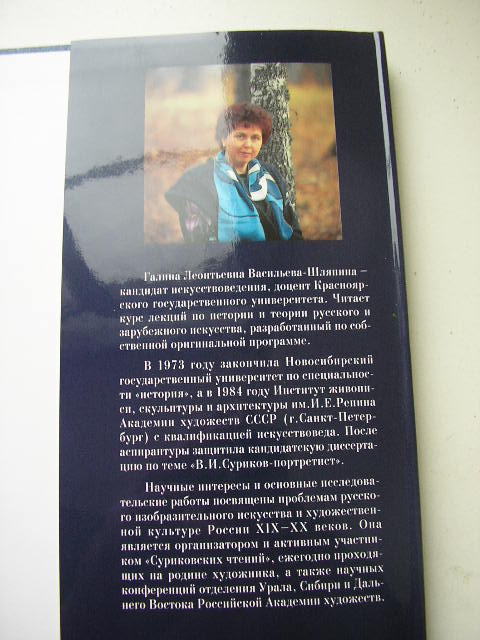 Галина Леонтьевна Васильева-Шляпина –
кандидат искусствоведения, доцент Краснояр-
ского государственного университета. Читает
курс лекций по истории и теории русского и
зарубежного искусства, разработанный по соб-
ственной оригинальной программе.
В 1973 году закончила Новосибирский
государственный университет по специальнос-
ти «история», а в 1984 году Институт живопи-
си, скульптуры и архитектуры им.И.Е.Репина
Академии художеств СССР (г.Санкт-Петер-
бург) с квалификацией искусствоведа. После
аспирантуры защитила кандидатскую диссерта-
цию по теме «В.И.Суриков-портретист».
Научные интересы и основные исследова-
тельские работы посвящены проблемам русско-
го изобразительного искусства и художествен-
ной культуре России XIX–XX веков. Она
является организатором и активным участни-
ком «Суриковских чтений», ежегодно проходя-
щих на родине художника, а также научных
конференций отделения Урала, Сибири и Даль-
него Востока Российской Академии художеств.